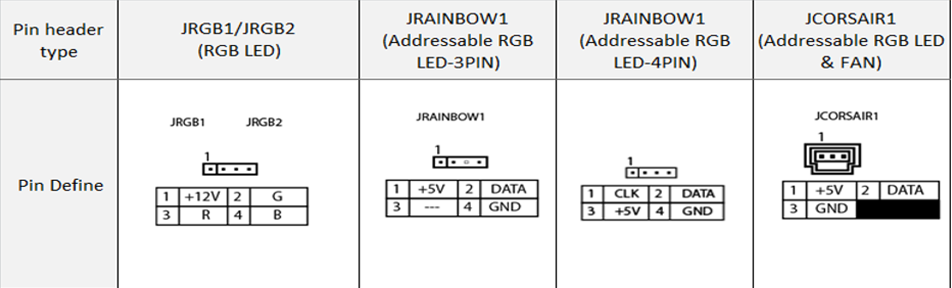 Pin header
type
JRGB1/JRGB2
(RGB LED)
JRAINBOW1
(Addressable RGB
LED-3PIN)
JRAINBOW1
(Addressable RGB
LED-4PIN)
JCORSAIR1
(Addressable RGB LED
& FAN)
Pin Define
JRGB1 JRGB2
1
1 +12V 2 G
3 R 4 B
JRAINBOW1
1
1 +5V 2 DATA
3 --- 4 GND
1
1 CLK 2 DATA
3 +5V 4 GND
JCORSAIR1
1
1 +5V 2 DATA
3 GND